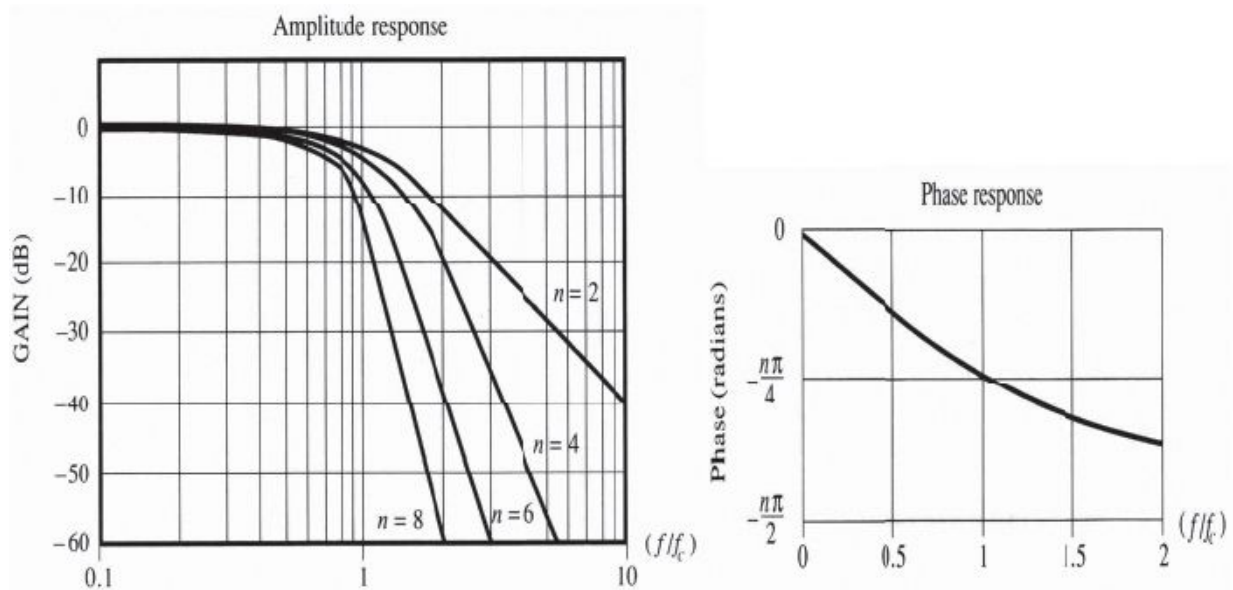 Amplitude response
GAIN (dB)
0
−10
−20
−30
−40
−50
−60
n = 2
n = 4
n = 6
n = 8
0.1
1
10
(f/fc)
Phase response
Phase (radians)
0
−nπ/4
−nπ/2
0
0.5
1
1.5
2
(f/fc)